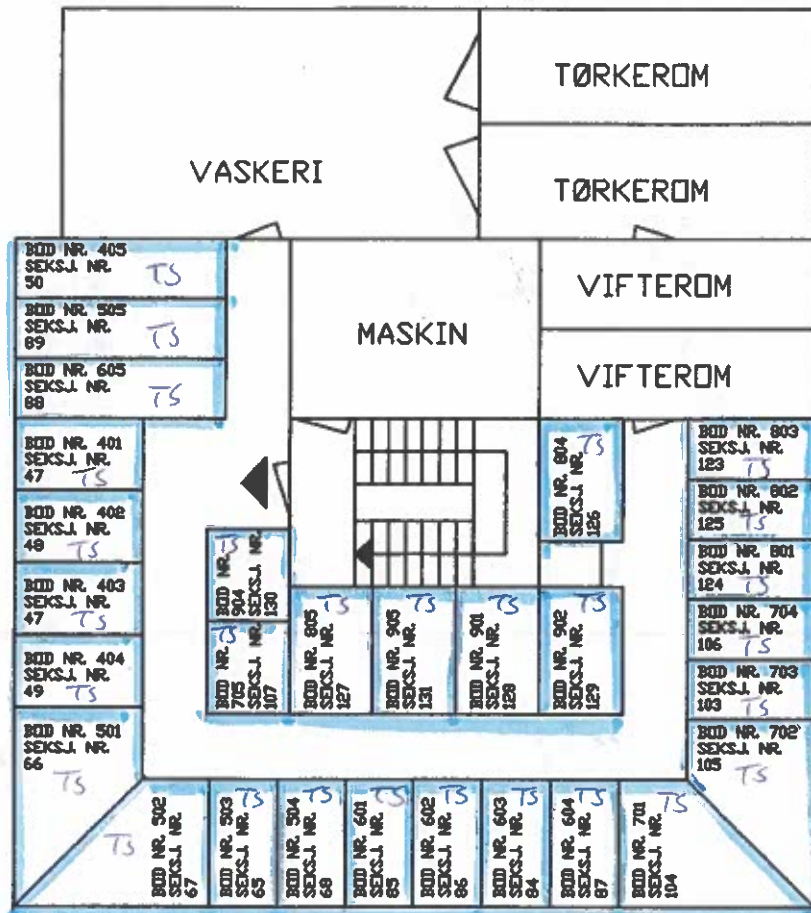 TØRKEROM
VASKERI
TØRKEROM
BOD NR. 405
SEKSJ. NR.
50 TS
BOD NR. 505
SEKSJ. NR.
89 TS
BOD NR. 605
SEKSJ. NR.
88 TS
MASKIN
VIFTEROM
VIFTEROM
BOD NR. 401
SEKSJ. NR.
47 TS
BOD NR. 402
SEKSJ. NR.
48 TS
BOD NR. 403
SEKSJ. NR.
47 TS
BOD NR. 404
SEKSJ. NR.
49 TS
BOD NR. 501
SEKSJ. NR.
66
TS
TS
BOD NR. 804
SEKSJ. NR.
126
BOD NR. 803
SEKSJ. NR.
123 TS
BOD NR. 802
SEKSJ. NR.
125 TS
BOD NR. 801
SEKSJ. NR.
124 TS
BOD NR. 704
SEKSJ. NR.
106 TS
BOD NR. 703
SEKSJ. NR.
103 TS
BOD NR. 702
SEKSJ. NR.
105 TS
TS
BOD NR.
904
SEKSJ. NR.
130
TS
BOD NR.
705
SEKSJ. NR.
107
TS
BOD NR. 805
SEKSJ. NR.
127
TS
BOD NR. 905
SEKSJ. NR.
131
TS
BOD NR. 901
SEKSJ. NR.
128
TS
BOD NR. 902
SEKSJ. NR.
129
TS
BOD NR. 502
SEKSJ. NR.
67
TS
BOD NR. 503
SEKSJ. NR.
65
TS
BOD NR. 504
SEKSJ. NR.
68
TS
BOD NR. 601
SEKSJ. NR.
85
TS
BOD NR. 602
SEKSJ. NR.
86
TS
BOD NR. 603
SEKSJ. NR.
84
TS
BOD NR. 604
SEKSJ. NR.
87
TS
BOD NR. 701
SEKSJ. NR.
104